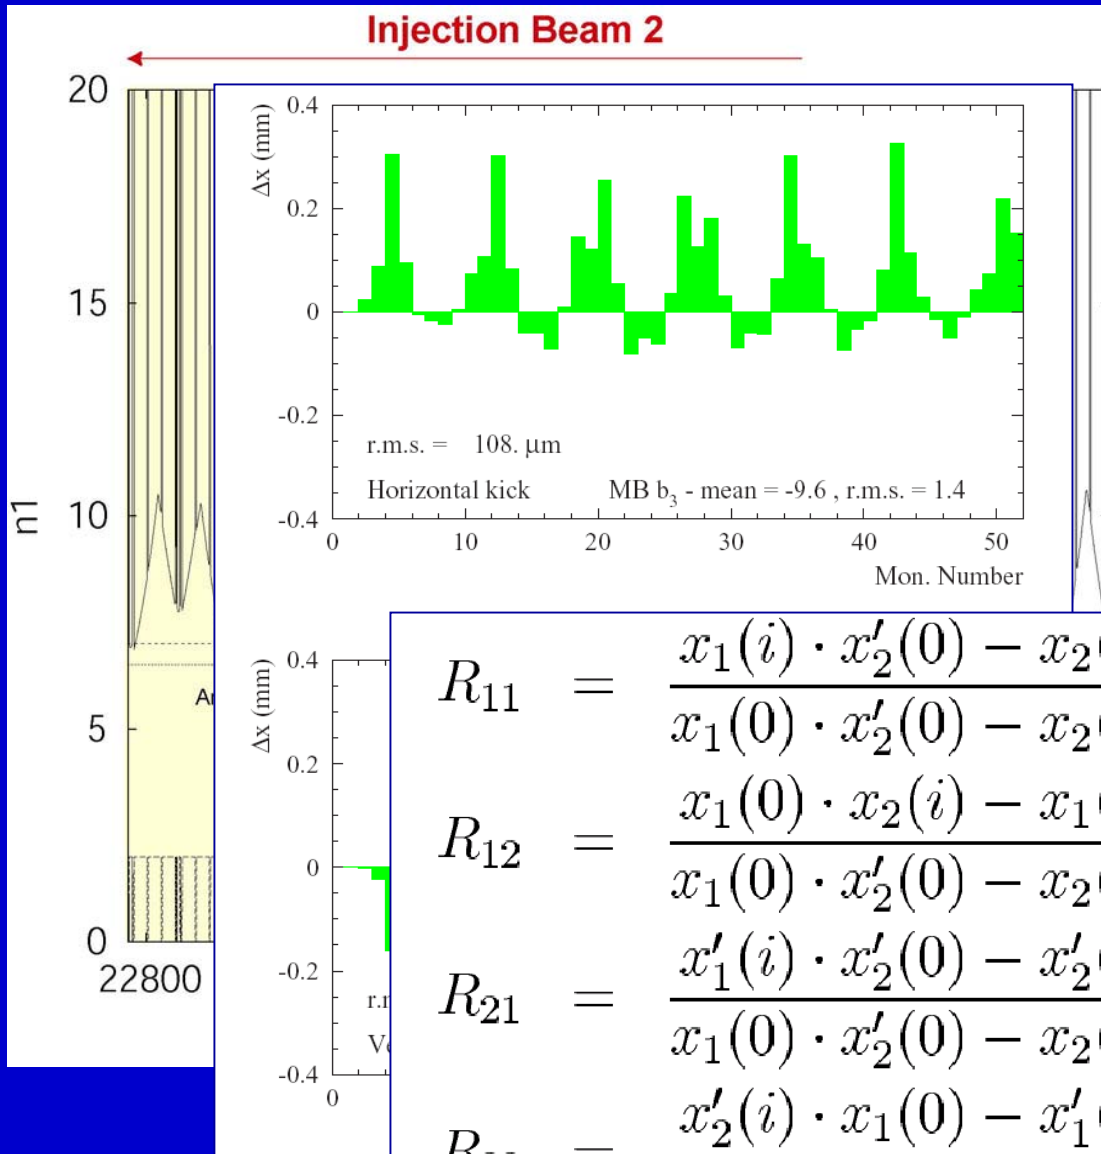 Injection Beam 2
n1
20
15
10
5
0
22800
Δx (mm)
0.4
0.2
0
-0.2
-0.4
r.m.s. = 108. μm
Horizontal kick MB b₃ - mean = -9.6 , r.m.s. = 1.4
0 10 20 30 40 50
Mon. Number
Δx (mm)
0.4
0.2
0
-0.2
-0.4
0
R₁₁ = x₁(i) · x′₂(0) − x₂ / x₁(0) · x′₂(0) − x₂
R₁₂ = x₁(0) · x₂(i) − x₁ / x₁(0) · x′₂(0) − x₂
R₂₁ = x′₁(i) · x′₂(0) − x′₂ / x₁(0) · x′₂(0) − x₂
x′₂(i) · x₁(0) − x′₁